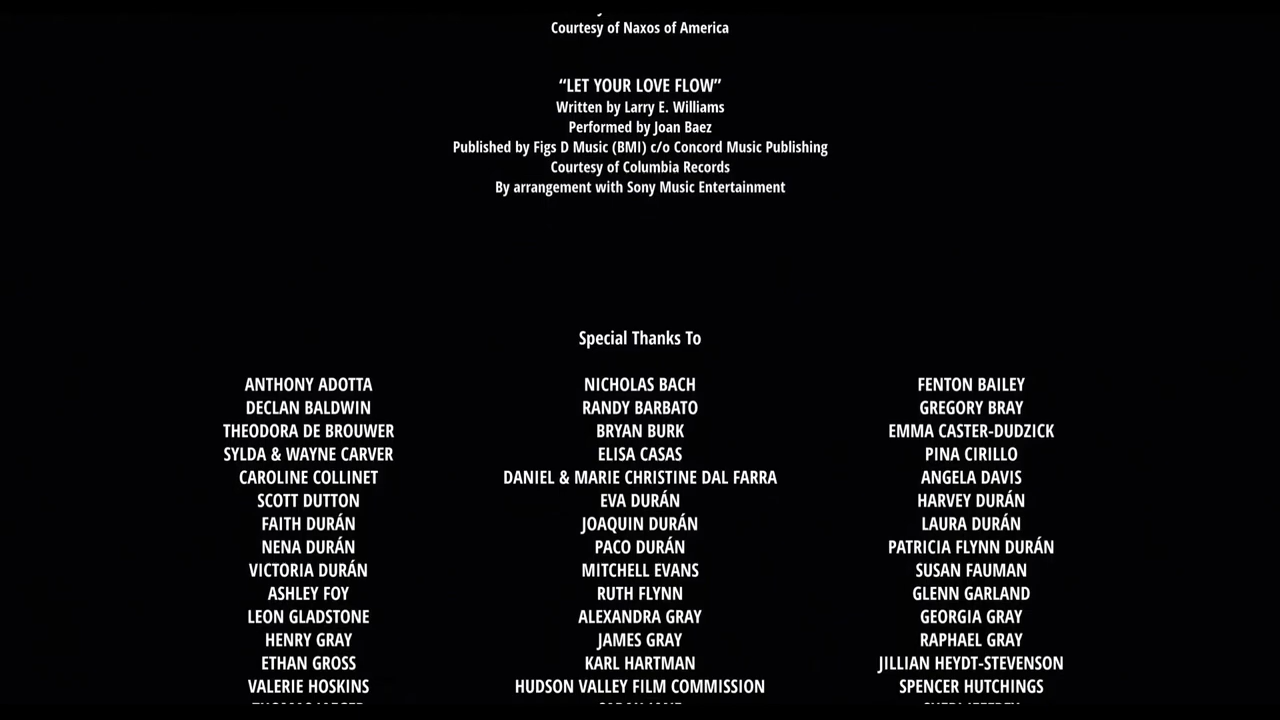 Courtesy of Naxos of America
“LET YOUR LOVE FLOW”
Written by Larry E. Williams
Performed by Joan Baez
Published by Figs D Music (BMI) c/o Concord Music Publishing
Courtesy of Columbia Records
By arrangement with Sony Music Entertainment
Special Thanks To
ANTHONY ADOTTA NICHOLAS BACH FENTON BAILEY
DECLAN BALDWIN RANDY BARBATO GREGORY BRAY
THEODORA DE BROUWER BRYAN BURK EMMA CASTER-DUDZICK
SYLDA & WAYNE CARVER ELISA CASAS PINA CIRILLO
CAROLINE COLLINET DANIEL & MARIE CHRISTINE DAL FARRA ANGELA DAVIS
SCOTT DUTTON EVA DURÁN HARVEY DURÁN
FAITH DURÁN JOAQUIN DURÁN LAURA DURÁN
NENA DURÁN PACO DURÁN PATRICIA FLYNN DURÁN
VICTORIA DURÁN MITCHELL EVANS SUSAN FAUMAN
ASHLEY FOY RUTH FLYNN GLENN GARLAND
LEON GLADSTONE ALEXANDRA GRAY GEORGIA GRAY
HENRY GRAY JAMES GRAY RAPHAEL GRAY
ETHAN GROSS KARL HARTMAN JILLIAN HEYDT-STEVENSON
VALERIE HOSKINS HUDSON VALLEY FILM COMMISSION SPENCER HUTCHINGS